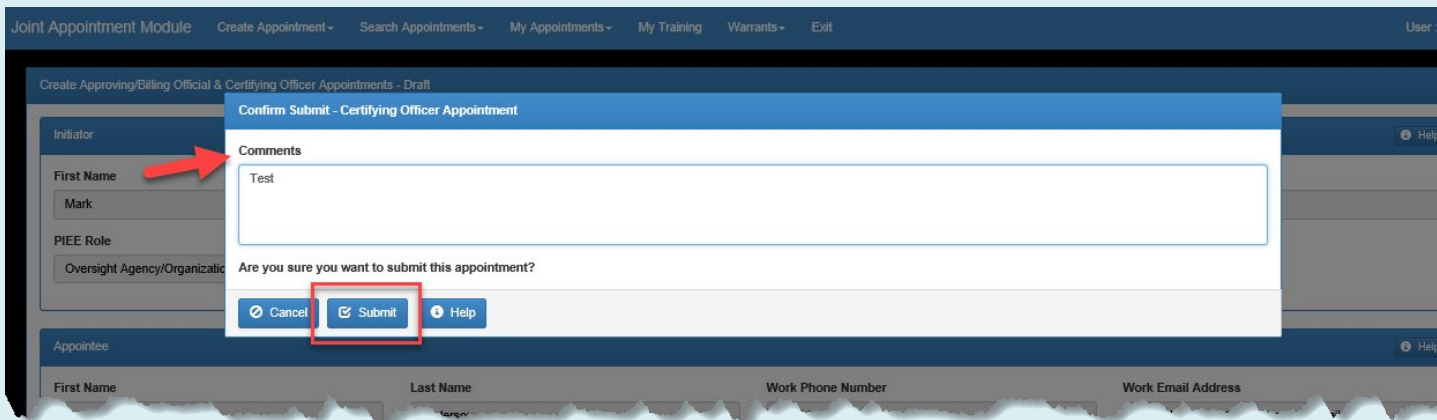 Joint Appointment Module Create Appointment Search Appointments My Appointments My Training Warrants Exit User :
Create Approving/Billing Official & Certifying Officer Appointments - Draft
Confirm Submit - Certifying Officer Appointment
Initiator Help
Comments
First Name
Test
Mark
PIEE Role
Oversight Agency/Organizatio
Are you sure you want to submit this appointment?
Cancel Submit Help
Appointee Help
First Name Last Name Work Phone Number Work Email Address